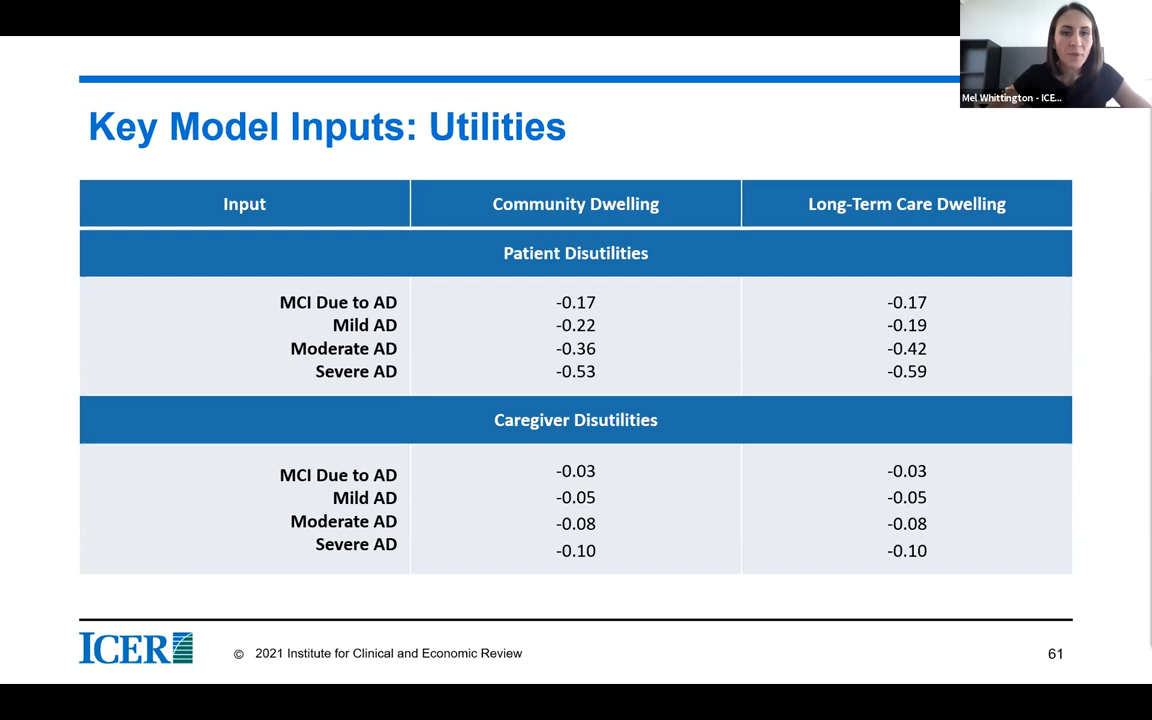 Mel Whittington - ICE...
Key Model Inputs: Utilities
Input Community Dwelling Long-Term Care Dwelling
Patient Disutilities
MCI Due to AD -0.17 -0.17
Mild AD -0.22 -0.19
Moderate AD -0.36 -0.42
Severe AD -0.53 -0.59
Caregiver Disutilities
MCI Due to AD -0.03 -0.03
Mild AD -0.05 -0.05
Moderate AD -0.08 -0.08
Severe AD -0.10 -0.10
ICER © 2021 Institute for Clinical and Economic Review 61